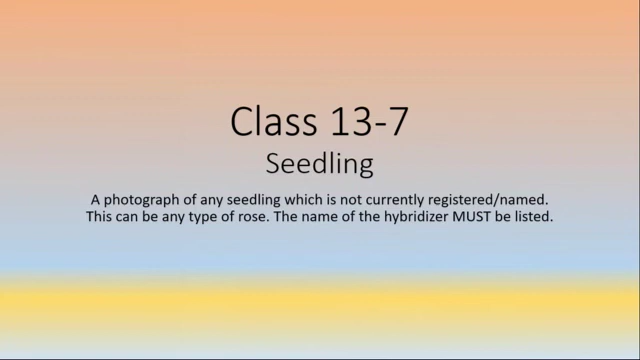 Class 13-7
Seedling
A photograph of any seedling which is not currently registered/named.
This can be any type of rose. The name of the hybridizer MUST be listed.